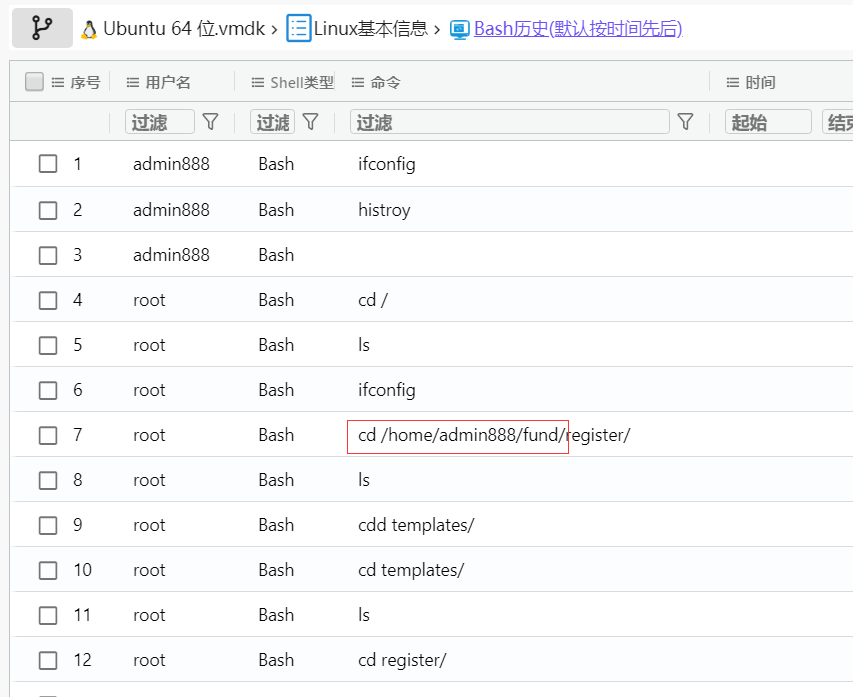 Ubuntu 64 位.vmdk › Linux基本信息 › Bash历史(默认按时间先后)
序号 用户名 Shell类型 命令 时间
过滤 过滤 过滤 起始 结束
1 admin888 Bash ifconfig
2 admin888 Bash histroy
3 admin888 Bash
4 root Bash cd /
5 root Bash ls
6 root Bash ifconfig
7 root Bash cd /home/admin888/fund/register/
8 root Bash ls
9 root Bash cdd templates/
10 root Bash cd templates/
11 root Bash ls
12 root Bash cd register/